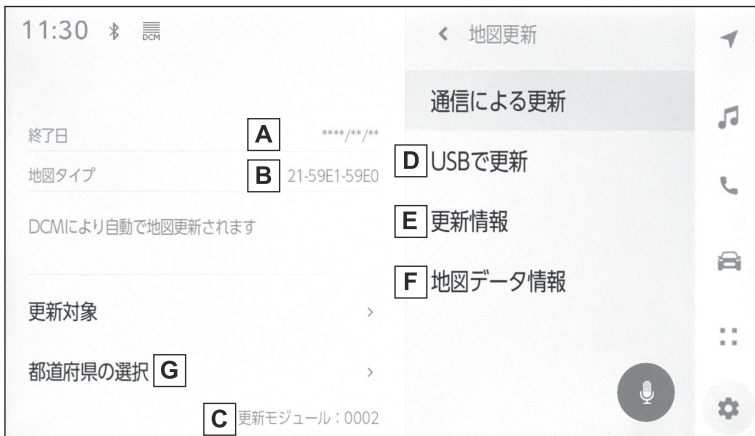 11:30 DCM
終了日 A ****/**/**
地図タイプ B 21-59E1-59E0
DCMにより自動で地図更新されます
更新対象 >
都道府県の選択 G >
C 更新モジュール:0002
< 地図更新
通信による更新
D USBで更新
E 更新情報
F 地図データ情報